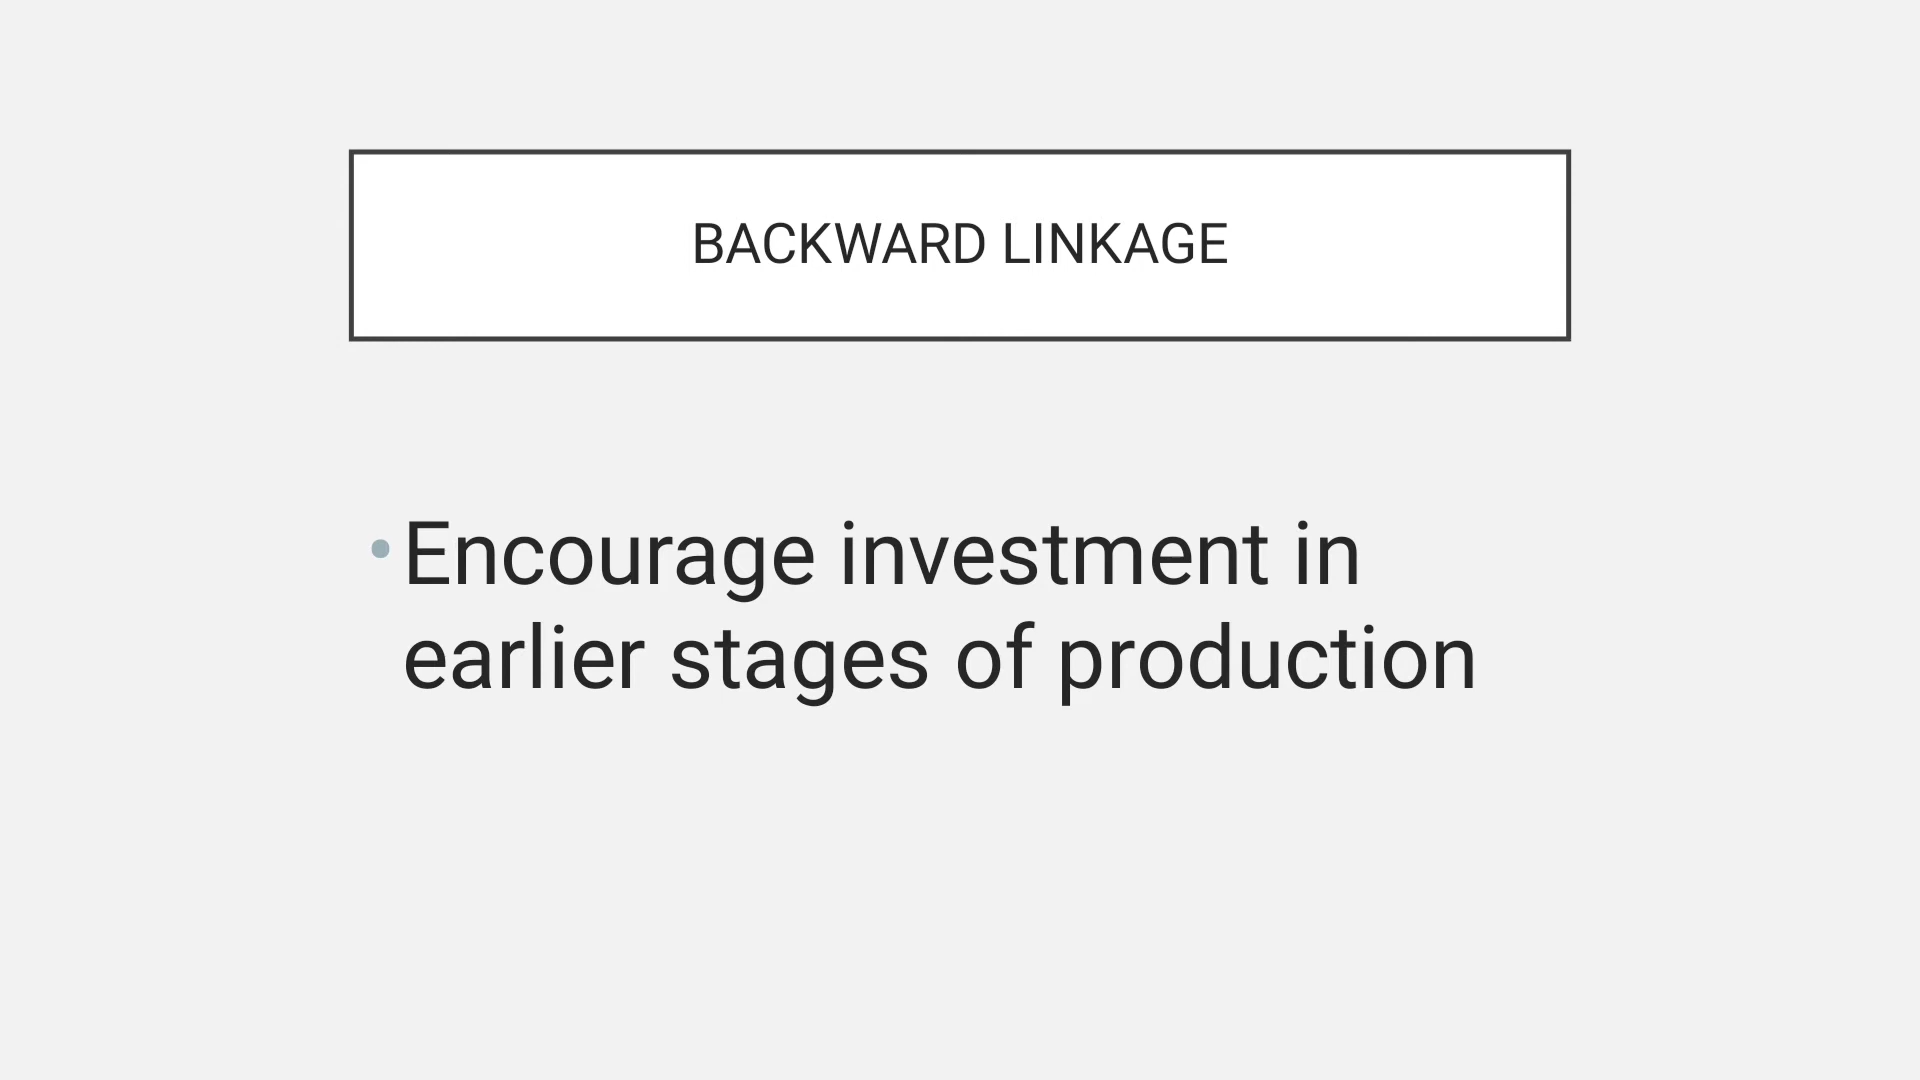 BACKWARD LINKAGE
• Encourage investment in
earlier stages of production